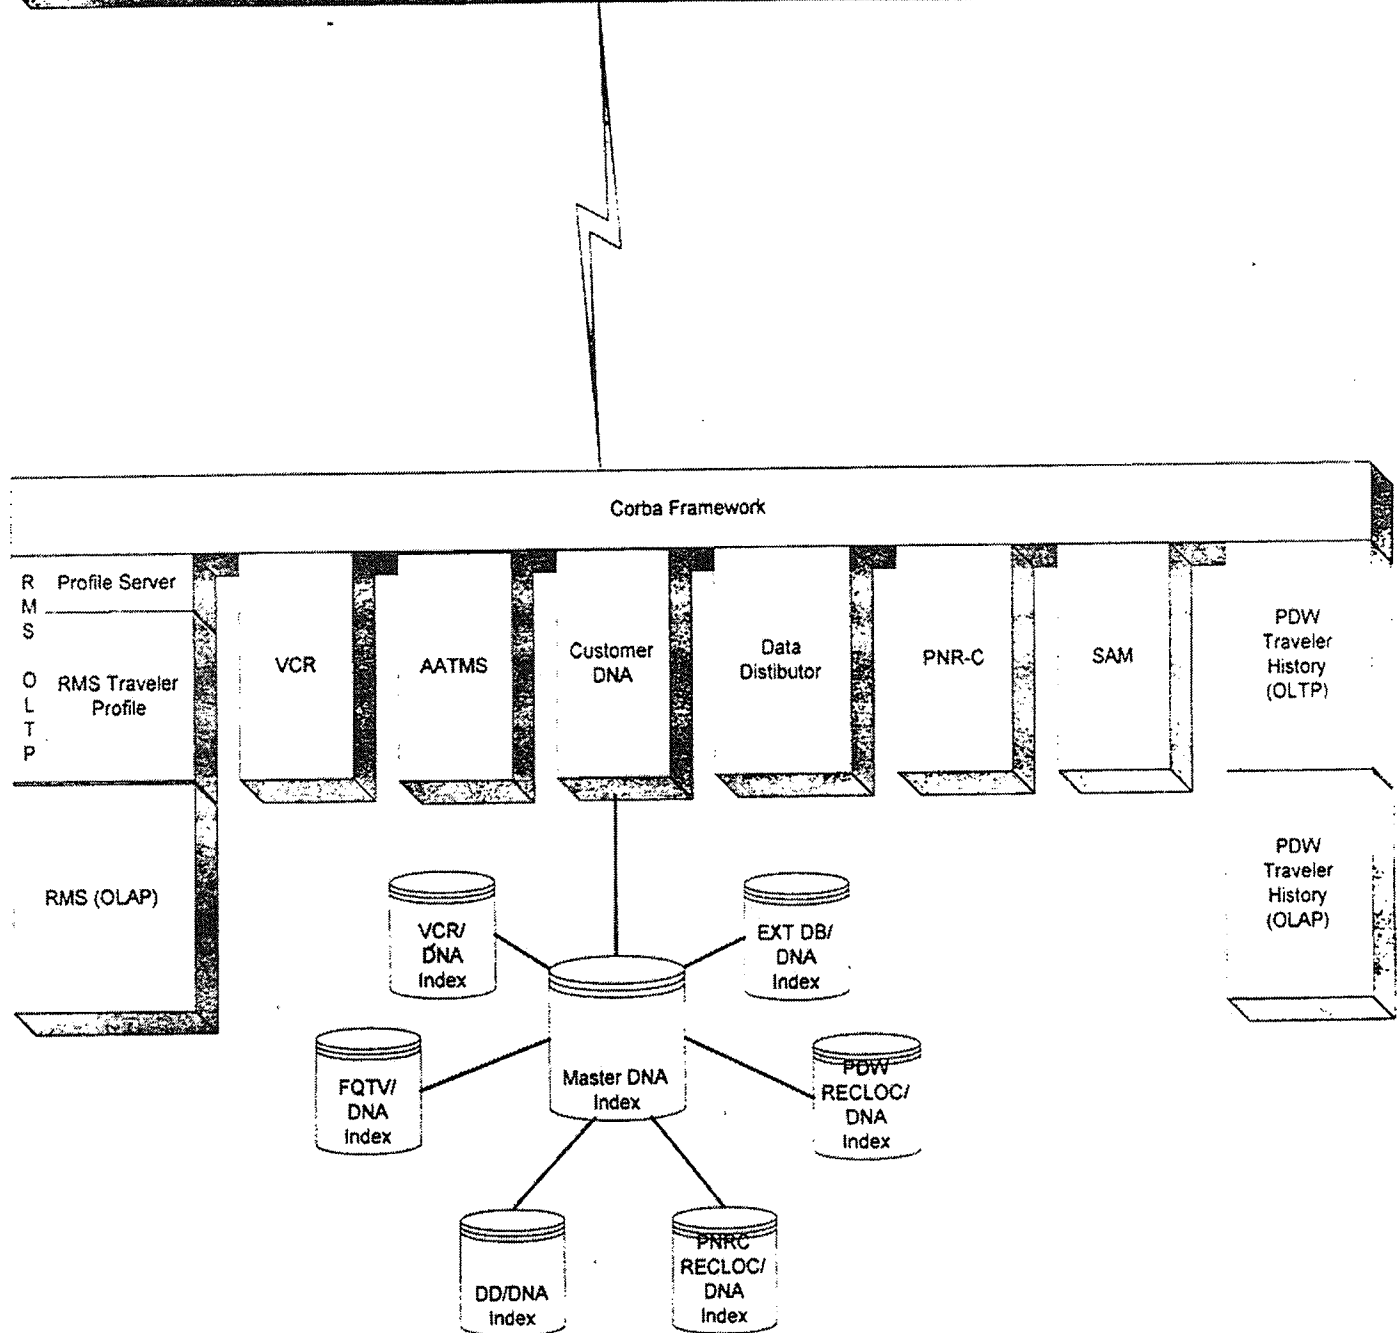 Corba Framework
R
M
S
O
L
T
P
Profile Server
RMS Traveler
Profile
VCR
AATMS
Customer
DNA
Data
Distibutor
PNR-C
SAM
PDW
Traveler
History
(OLTP)
RMS (OLAP)
PDW
Traveler
History
(OLAP)
VCR/
DNA
Index
EXT DB/
DNA
Index
FQTV/
DNA
Index
Master DNA
Index
PDW
RECLOC/
DNA
Index
DD/DNA
Index
PNRC
RECLOC/
DNA
Index